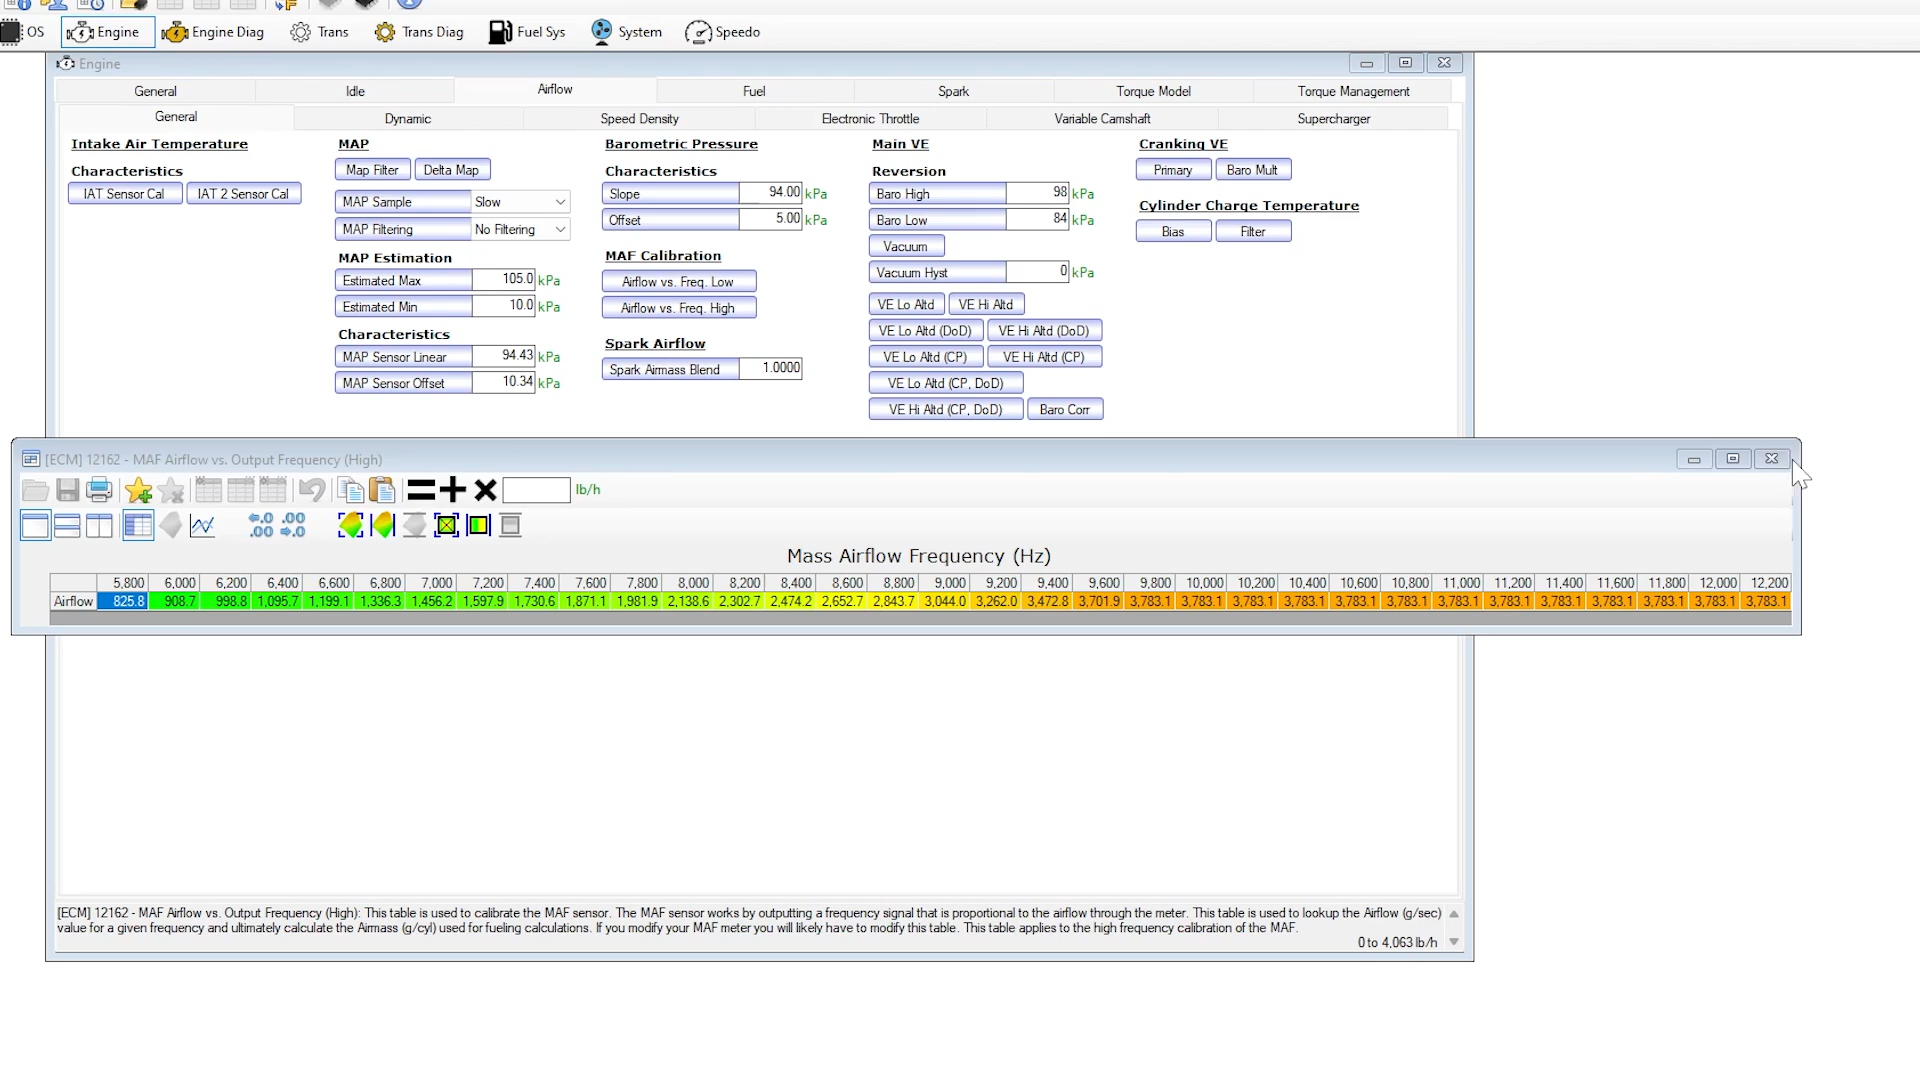 OS Engine Engine Diag Trans Trans Diag Fuel Sys System Speedo
Engine
General Idle Airflow Fuel Spark Torque Model Torque Management
General Dynamic Speed Density Electronic Throttle Variable Camshaft Supercharger
Intake Air Temperature
Characteristics
IAT Sensor Cal IAT 2 Sensor Cal
MAP
Map Filter Delta Map
MAP Sample Slow
MAP Filtering No Filtering
MAP Estimation
Estimated Max 105.0 kPa
Estimated Min 10.0 kPa
Characteristics
MAP Sensor Linear 94.43 kPa
MAP Sensor Offset 10.34 kPa
Barometric Pressure
Characteristics
Slope 94.00 kPa
Offset 5.00 kPa
MAF Calibration
Airflow vs. Freq. Low
Airflow vs. Freq. High
Spark Airflow
Spark Airmass Blend 1.0000
Main VE
Reversion
Baro High 98 kPa
Baro Low 84 kPa
Vacuum
Vacuum Hyst 0 kPa
VE Lo Altd VE Hi Altd
VE Lo Altd (DoD) VE Hi Altd (DoD)
VE Lo Altd (CP) VE Hi Altd (CP)
VE Lo Altd (CP, DoD)
VE Hi Altd (CP, DoD) Baro Corr
Cranking VE
Primary Baro Mult
Cylinder Charge Temperature
Bias Filter
[ECM] 12162 - MAF Airflow vs. Output Frequency (High)
lb/h
Mass Airflow Frequency (Hz)
5,800 6,000 6,200 6,400 6,600 6,800 7,000 7,200 7,400 7,600 7,800 8,000 8,200 8,400 8,600 8,800 9,000 9,200 9,400 9,600 9,800 10,000 10,200 10,400 10,600 10,800 11,000 11,200 11,400 11,600 11,800 12,000 12,200
Airflow 825.8 908.7 998.8 1,095.7 1,199.1 1,336.3 1,456.2 1,597.9 1,730.6 1,871.1 1,981.9 2,138.6 2,302.7 2,474.2 2,652.7 2,843.7 3,044.0 3,262.0 3,472.8 3,701.9 3,783.1 3,783.1 3,783.1 3,783.1 3,783.1 3,783.1 3,783.1 3,783.1 3,783.1 3,783.1 3,783.1 3,783.1 3,783.1
[ECM] 12162 - MAF Airflow vs. Output Frequency (High): This table is used to calibrate the MAF sensor. The MAF sensor works by outputting a frequency signal that is proportional to the airflow through the meter. This table is used to lookup the Airflow (g/sec)
value for a given frequency and ultimately calculate the Airmass (g/cyl) used for fueling calculations. If you modify your MAF meter you will likely have to modify this table. This table applies to the high frequency calibration of the MAF.
0 to 4,063 lb/h